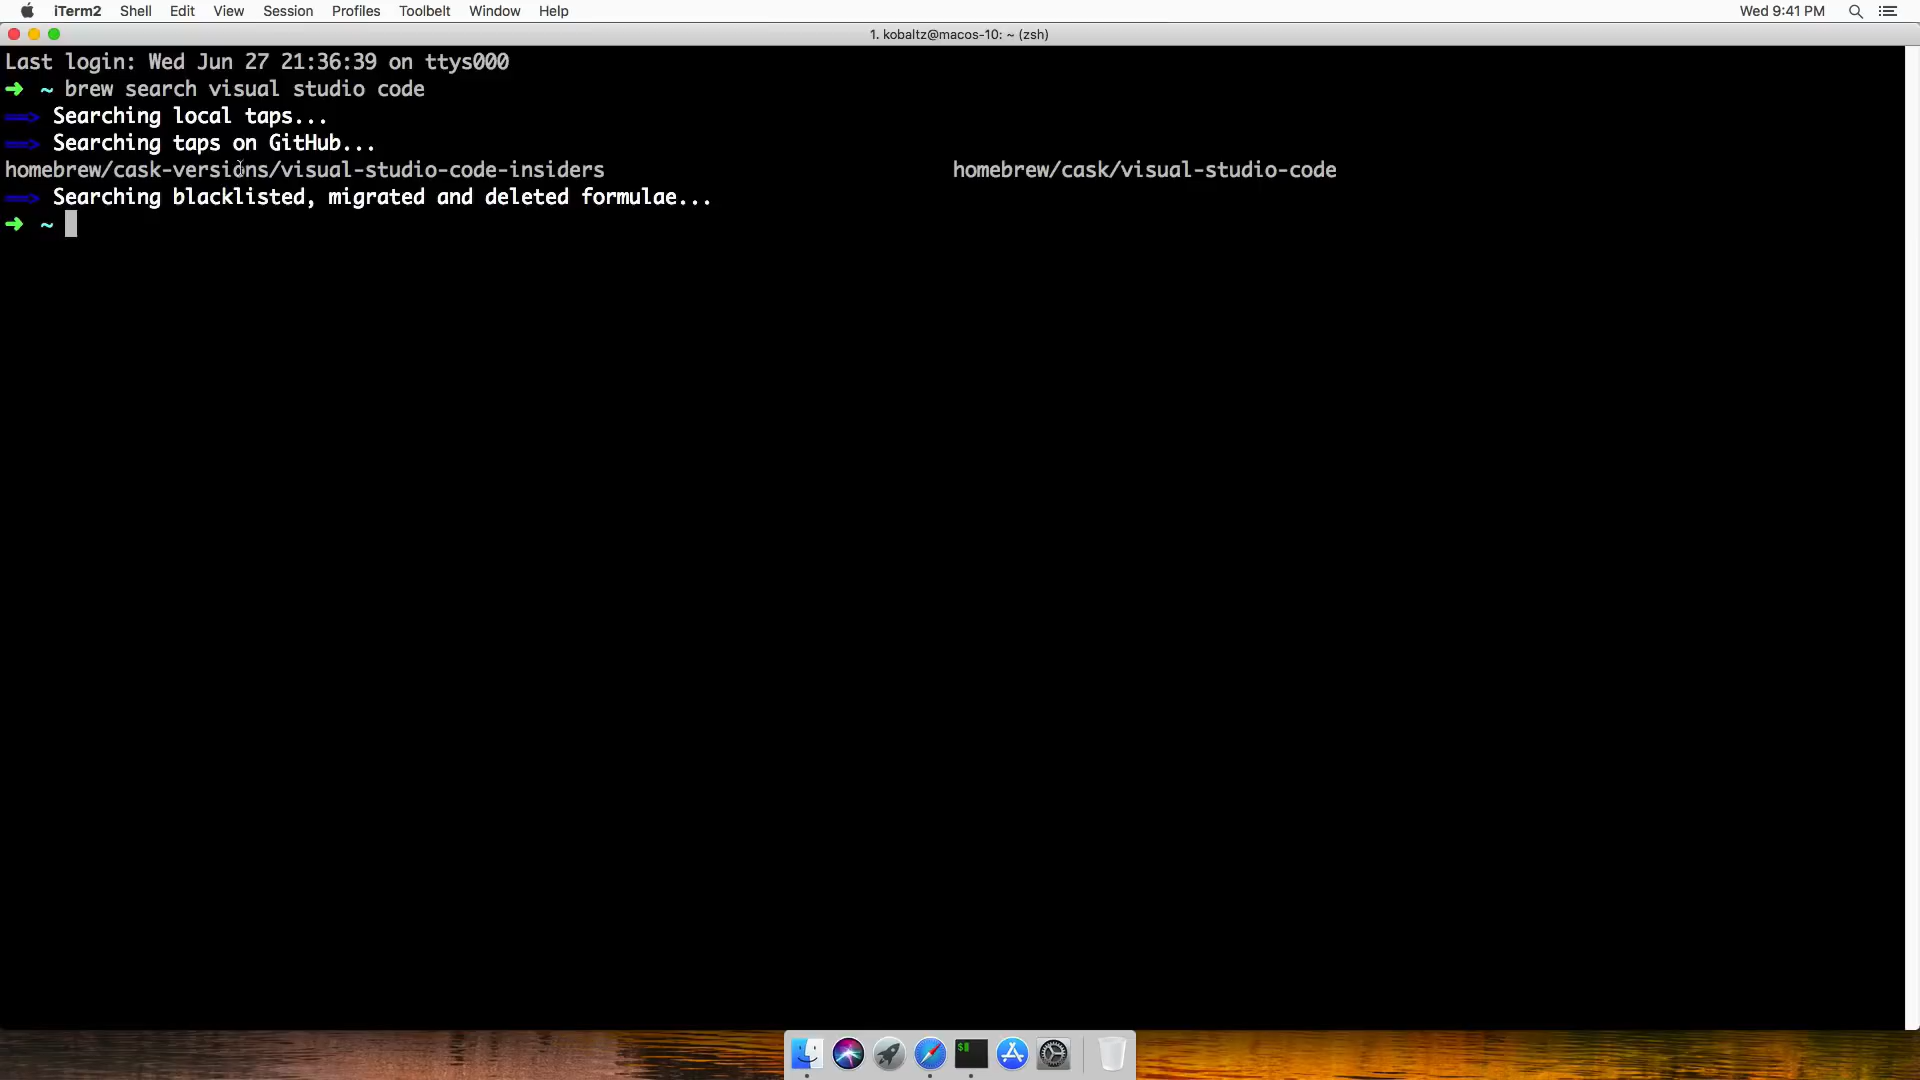 iTerm2 Shell Edit View Session Profiles Toolbelt Window Help Wed 9:41 PM
1. kobaltz@macos-10: ~ (zsh)
Last login: Wed Jun 27 21:36:39 on ttys000
➜ ~ brew search visual studio code
==> Searching local taps...
==> Searching taps on GitHub...
homebrew/cask-versions/visual-studio-code-insiders homebrew/cask/visual-studio-code
==> Searching blacklisted, migrated and deleted formulae...
➜ ~
$